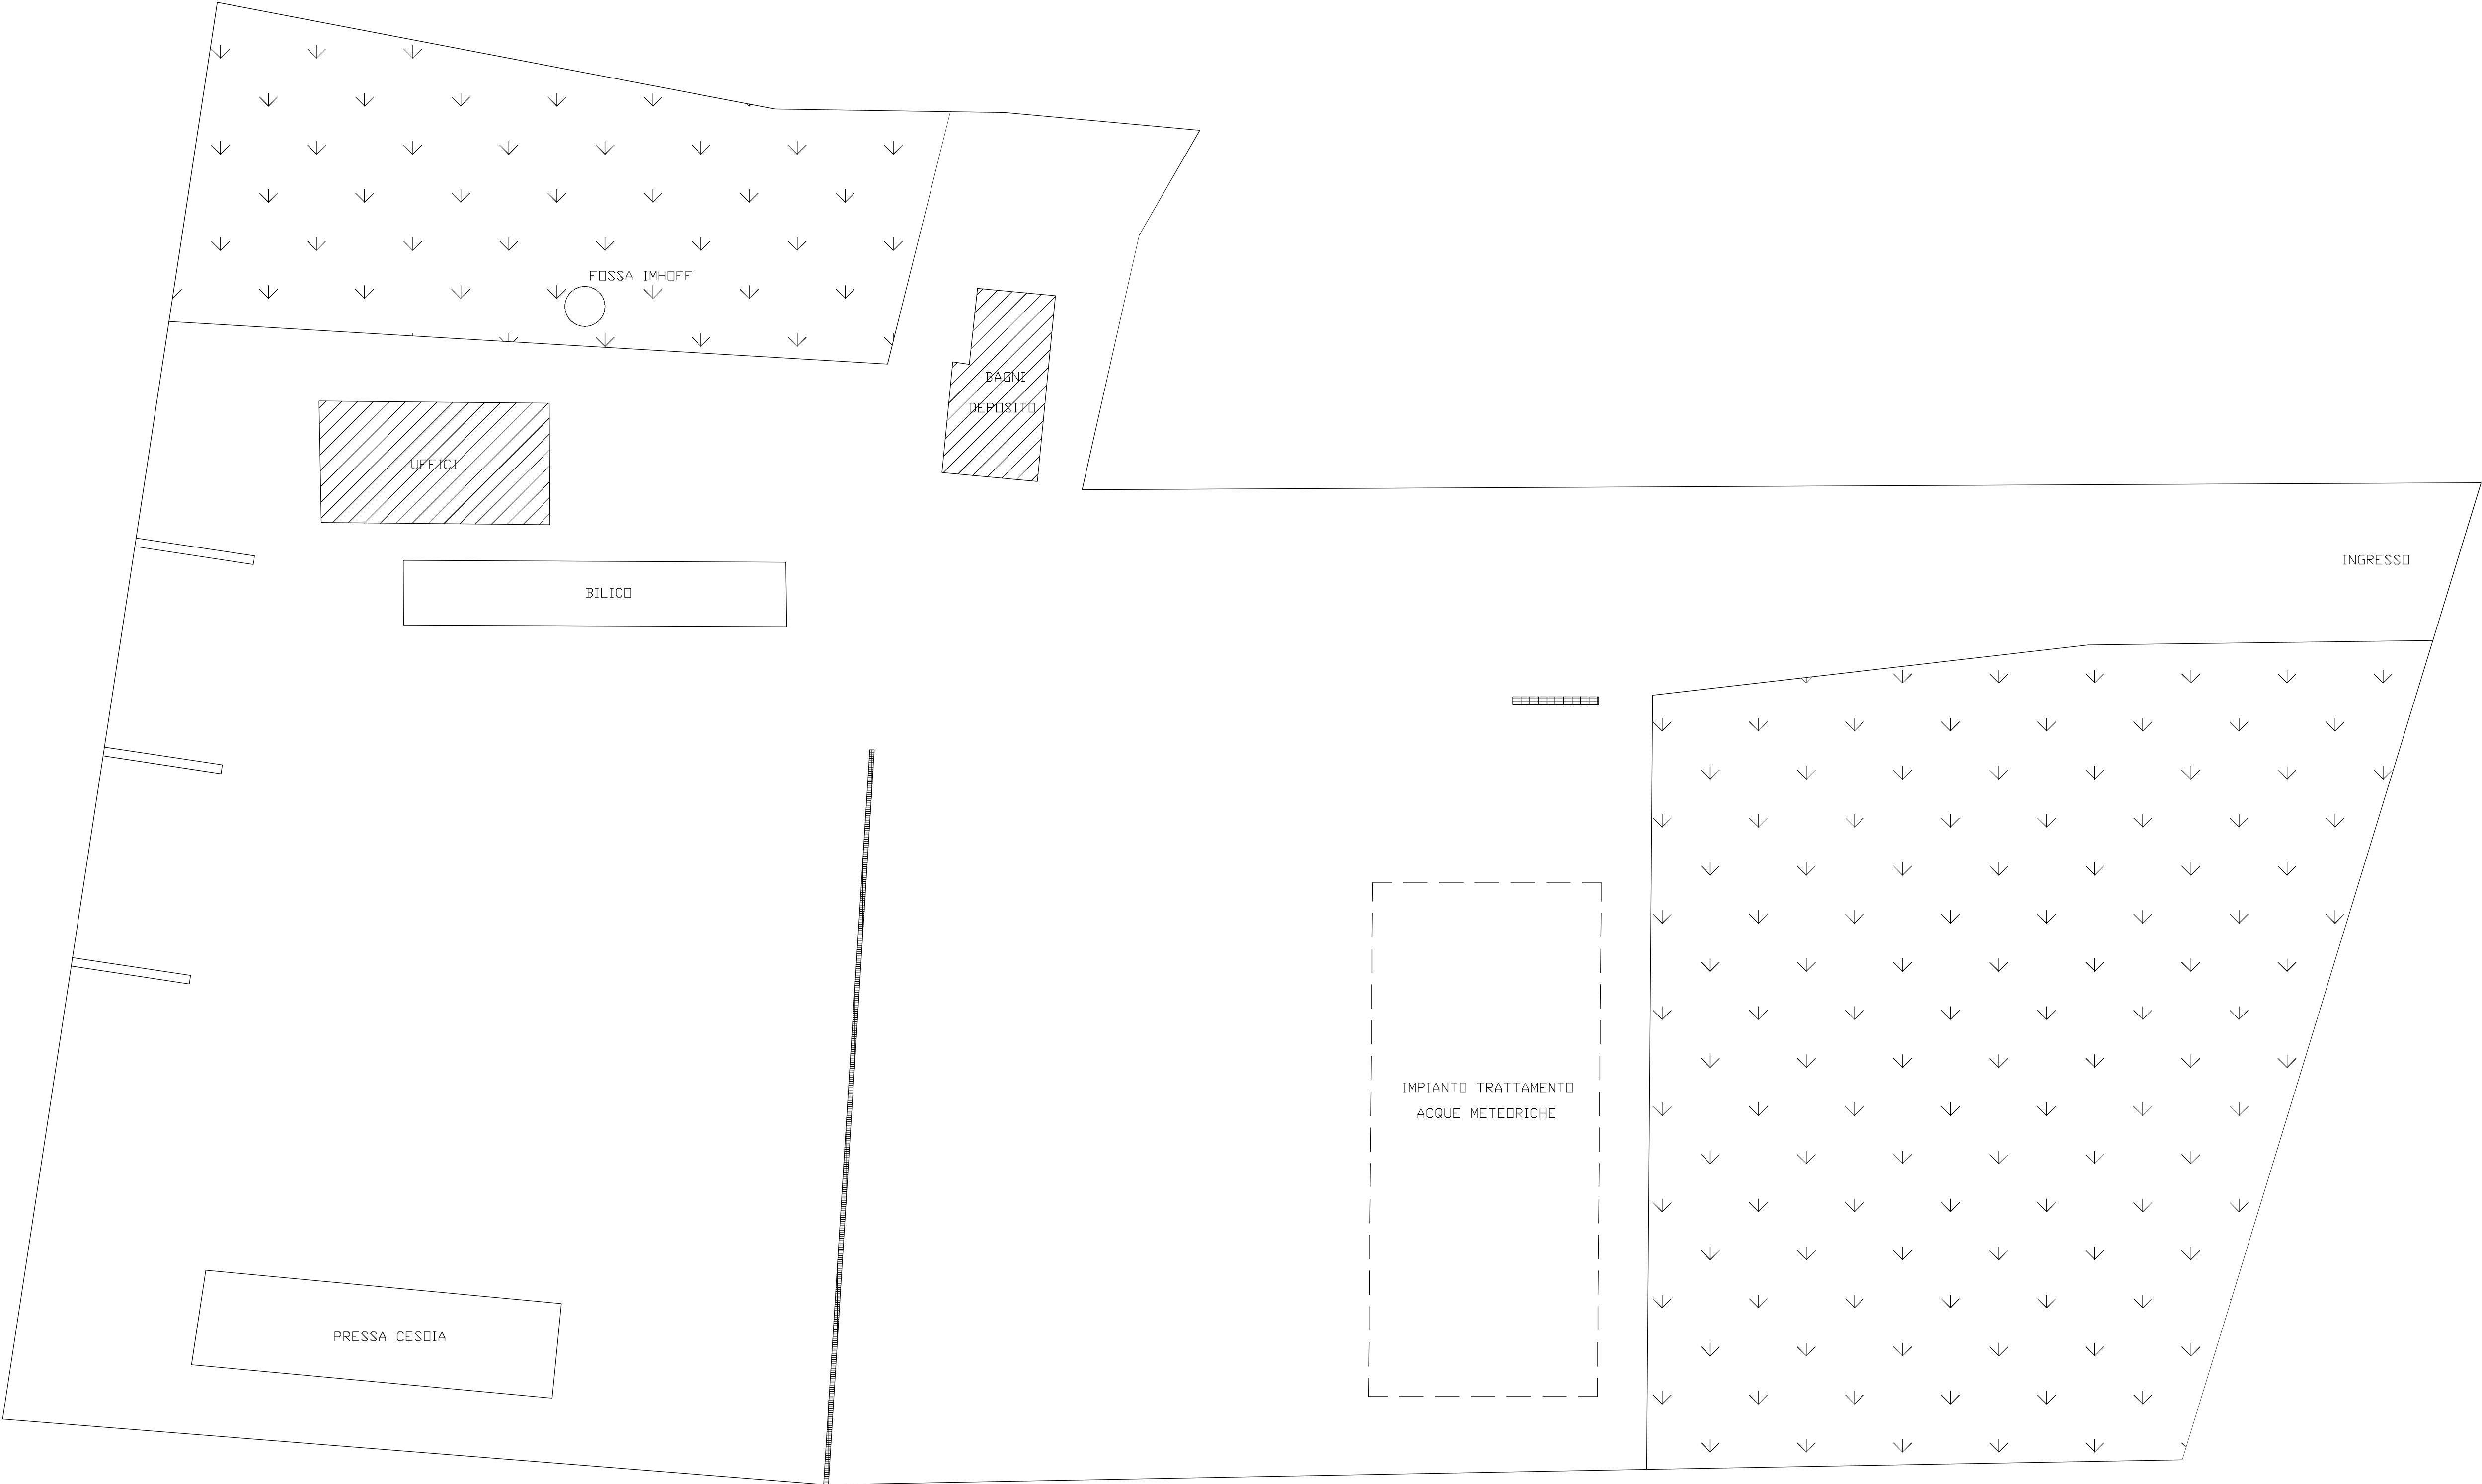 FOSSA IMHOFF
BAGNI
DEPOSITO
UFFICI
BILICO
INGRESSO
IMPIANTO TRATTAMENTO
ACQUE METEORICHE
PRESSA CESOIA